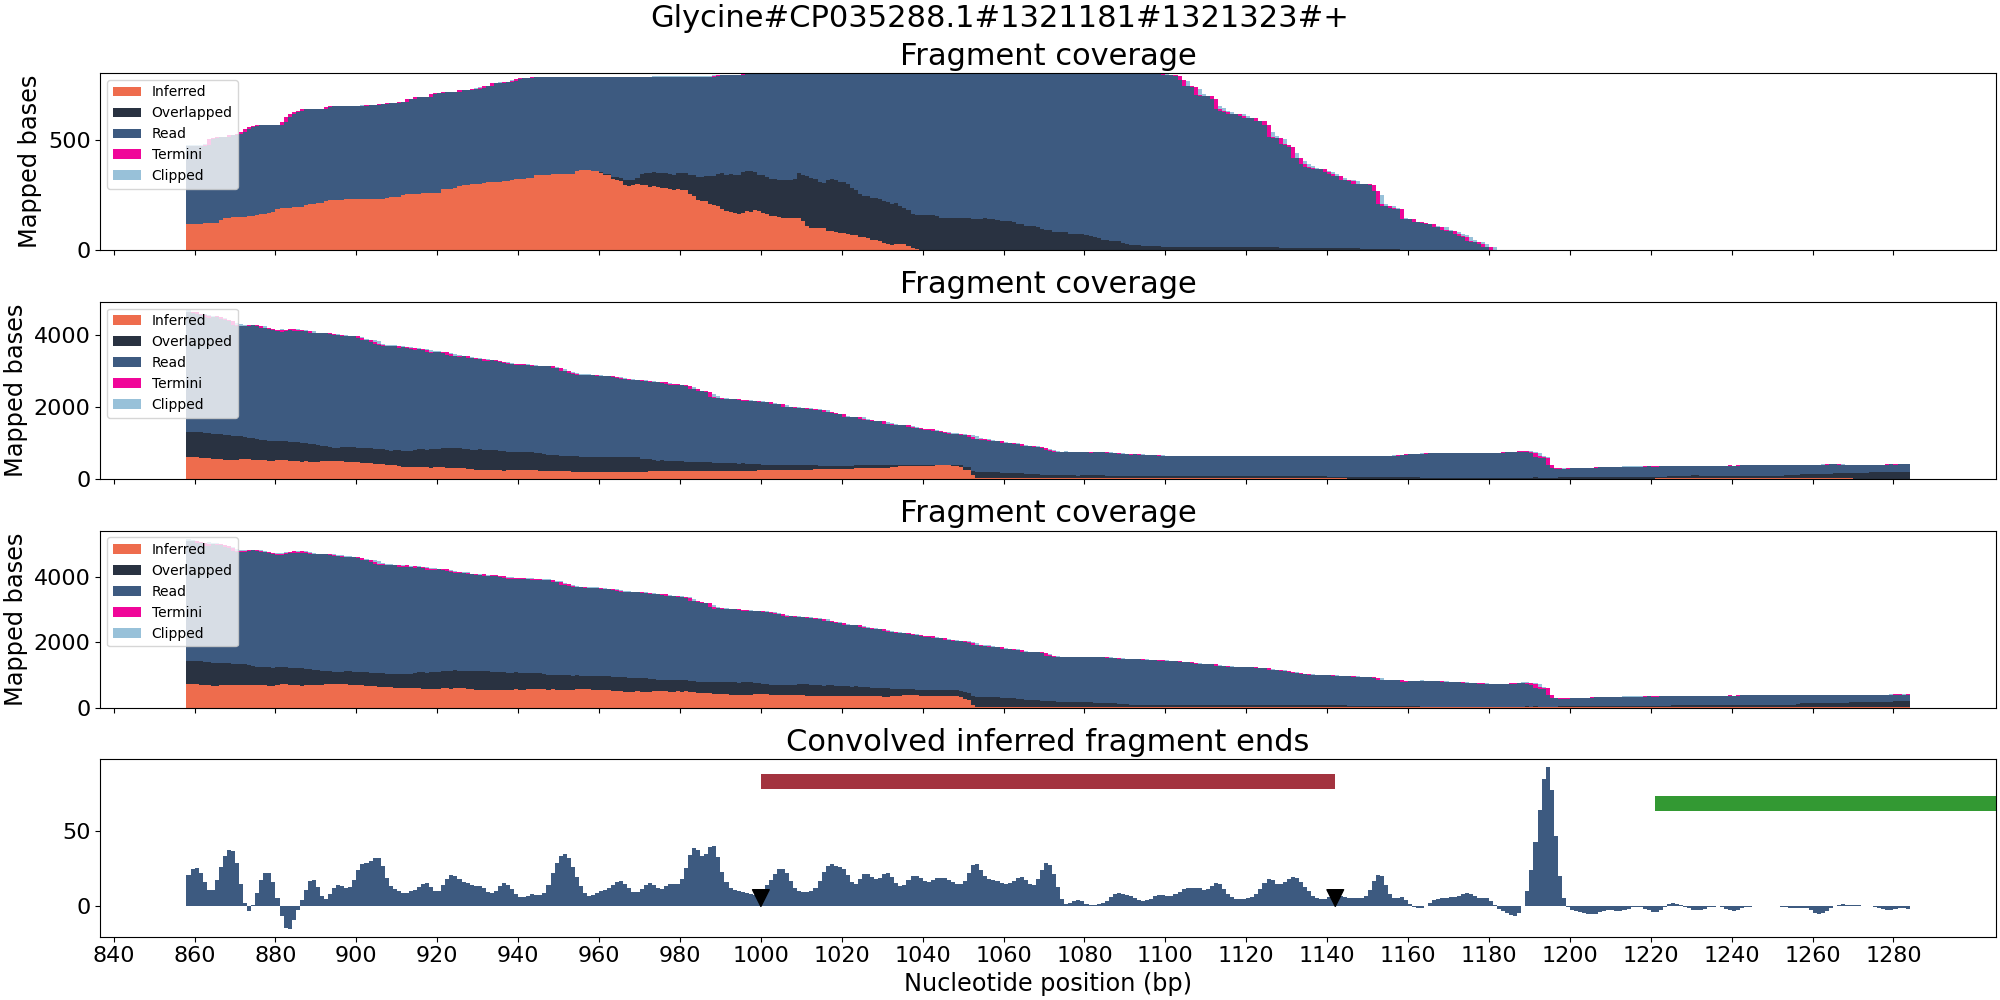 Glycine#CP035288.1#1321181#1321323#+
Fragment coverage
Mapped bases
500
0
Inferred
Overlapped
Read
Termini
Clipped
Fragment coverage
Mapped bases
4000
2000
0
Inferred
Overlapped
Read
Termini
Clipped
Fragment coverage
Mapped bases
4000
2000
0
Inferred
Overlapped
Read
Termini
Clipped
Convolved inferred fragment ends
50
0
840 860 880 900 920 940 960 980 1000 1020 1040 1060 1080 1100 1120 1140 1160 1180 1200 1220 1240 1260 1280
Nucleotide position (bp)